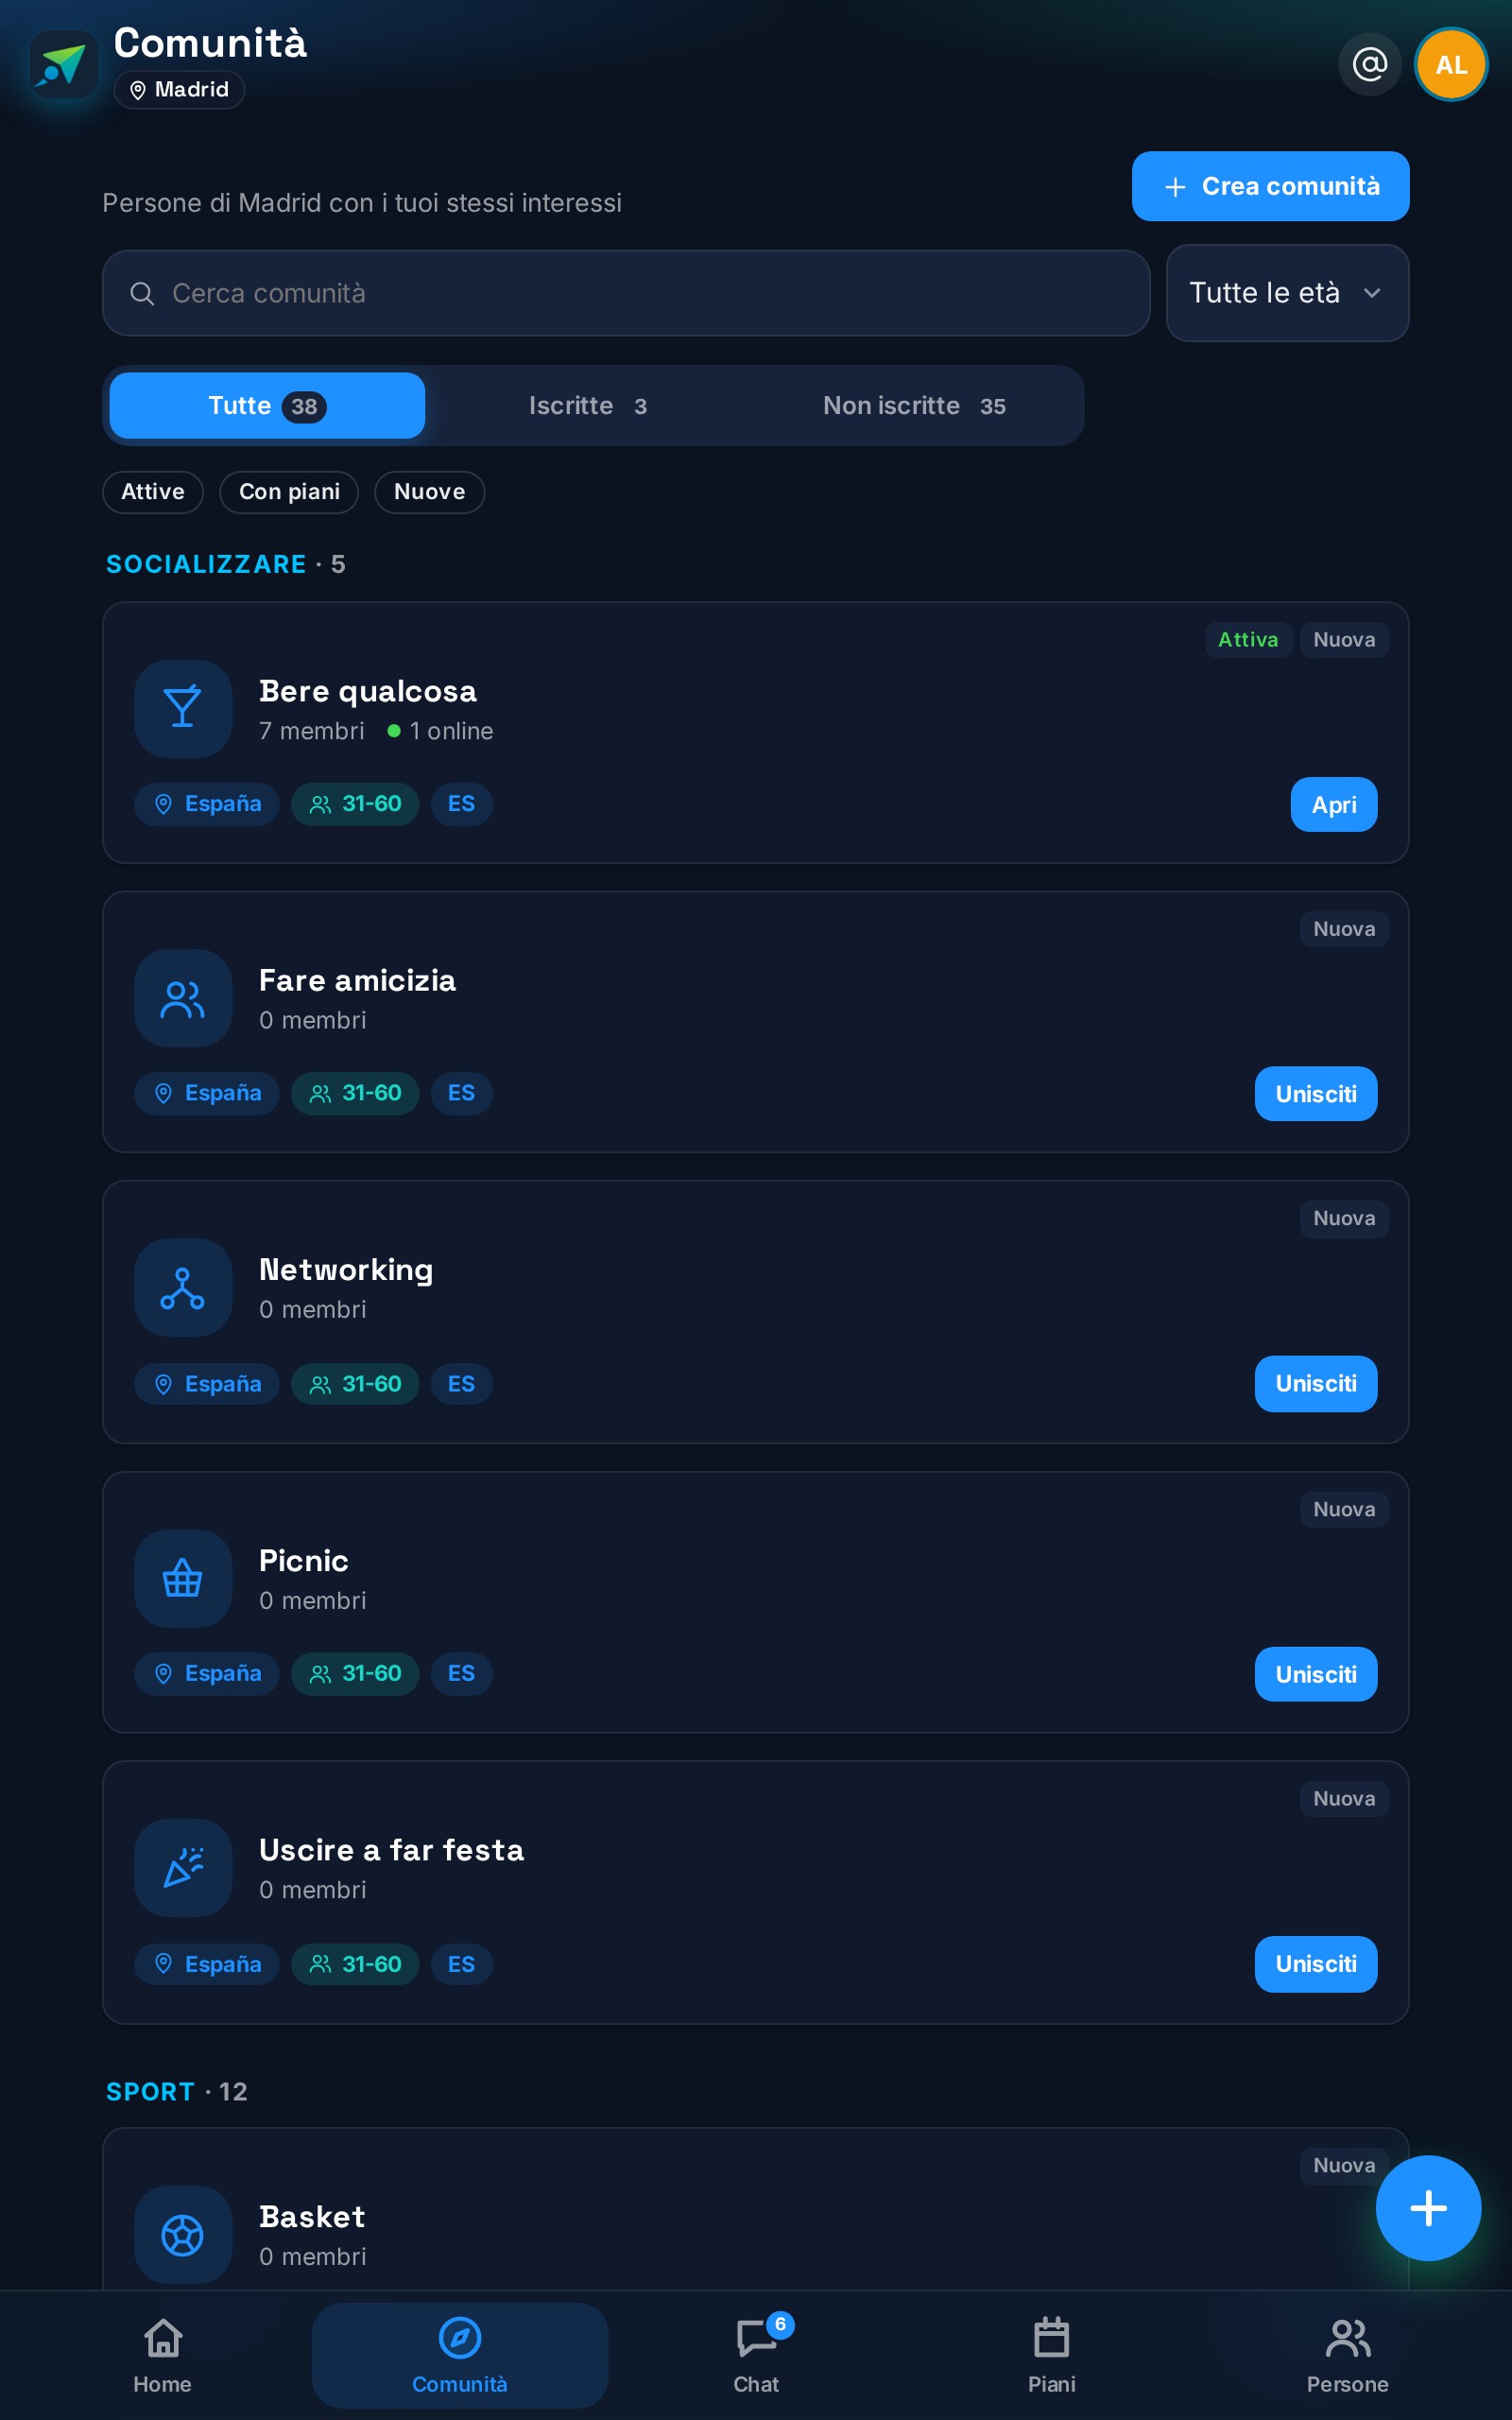 Comunità
Madrid
AL
Persone di Madrid con i tuoi stessi interessi
+ Crea comunità
Cerca comunità
Tutte le età
Tutte 38
Iscritte 3
Non iscritte 35
Attive
Con piani
Nuove
SOCIALIZZARE · 5
Attiva
Nuova
Bere qualcosa
7 membri 1 online
España 31-60 ES
Apri
Nuova
Fare amicizia
0 membri
España 31-60 ES
Unisciti
Nuova
Networking
0 membri
España 31-60 ES
Unisciti
Nuova
Picnic
0 membri
España 31-60 ES
Unisciti
Nuova
Uscire a far festa
0 membri
España 31-60 ES
Unisciti
SPORT · 12
Nuova
Basket
0 membri
6
Home
Comunità
Chat
Piani
Persone